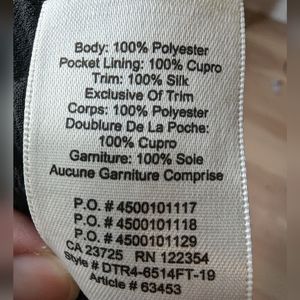 Body: 100% Polyester
Pocket Lining: 100% Cupro
Trim: 100% Silk
Exclusive Of Trim
Corps: 100% Polyester
Doublure De La Poche:
100% Cupro
Garniture: 100% Soie
Aucune Garniture Comprise
P.O. # 4500101117
P.O. # 4500101118
P.O. # 4500101129
CA 23725 RN 122354
Style # DTR4-6514FT-19
Article # 63453